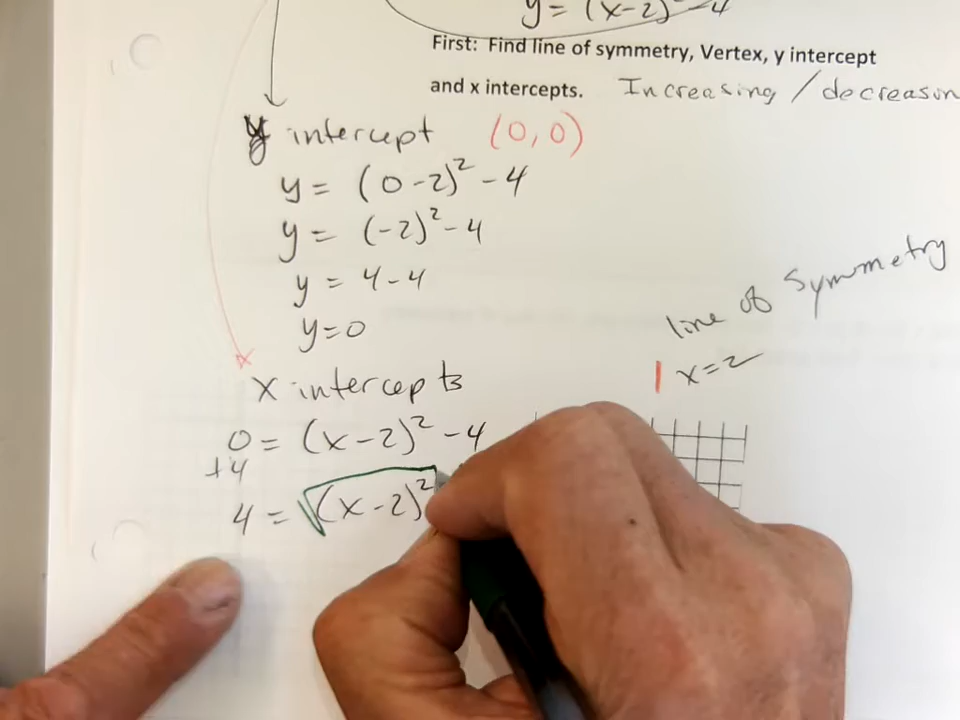 y = (x-2)² - 4
First: Find line of symmetry, Vertex, y intercept
and x intercepts. Increasing / decreasin
y intercept (0,0)
y = (0-2)² - 4
y = (-2)² - 4
y = 4 - 4
y = 0
line of symmetry
x = 2
x intercepts
0 = (x-2)² - 4
+4
4 = √(x-2)²